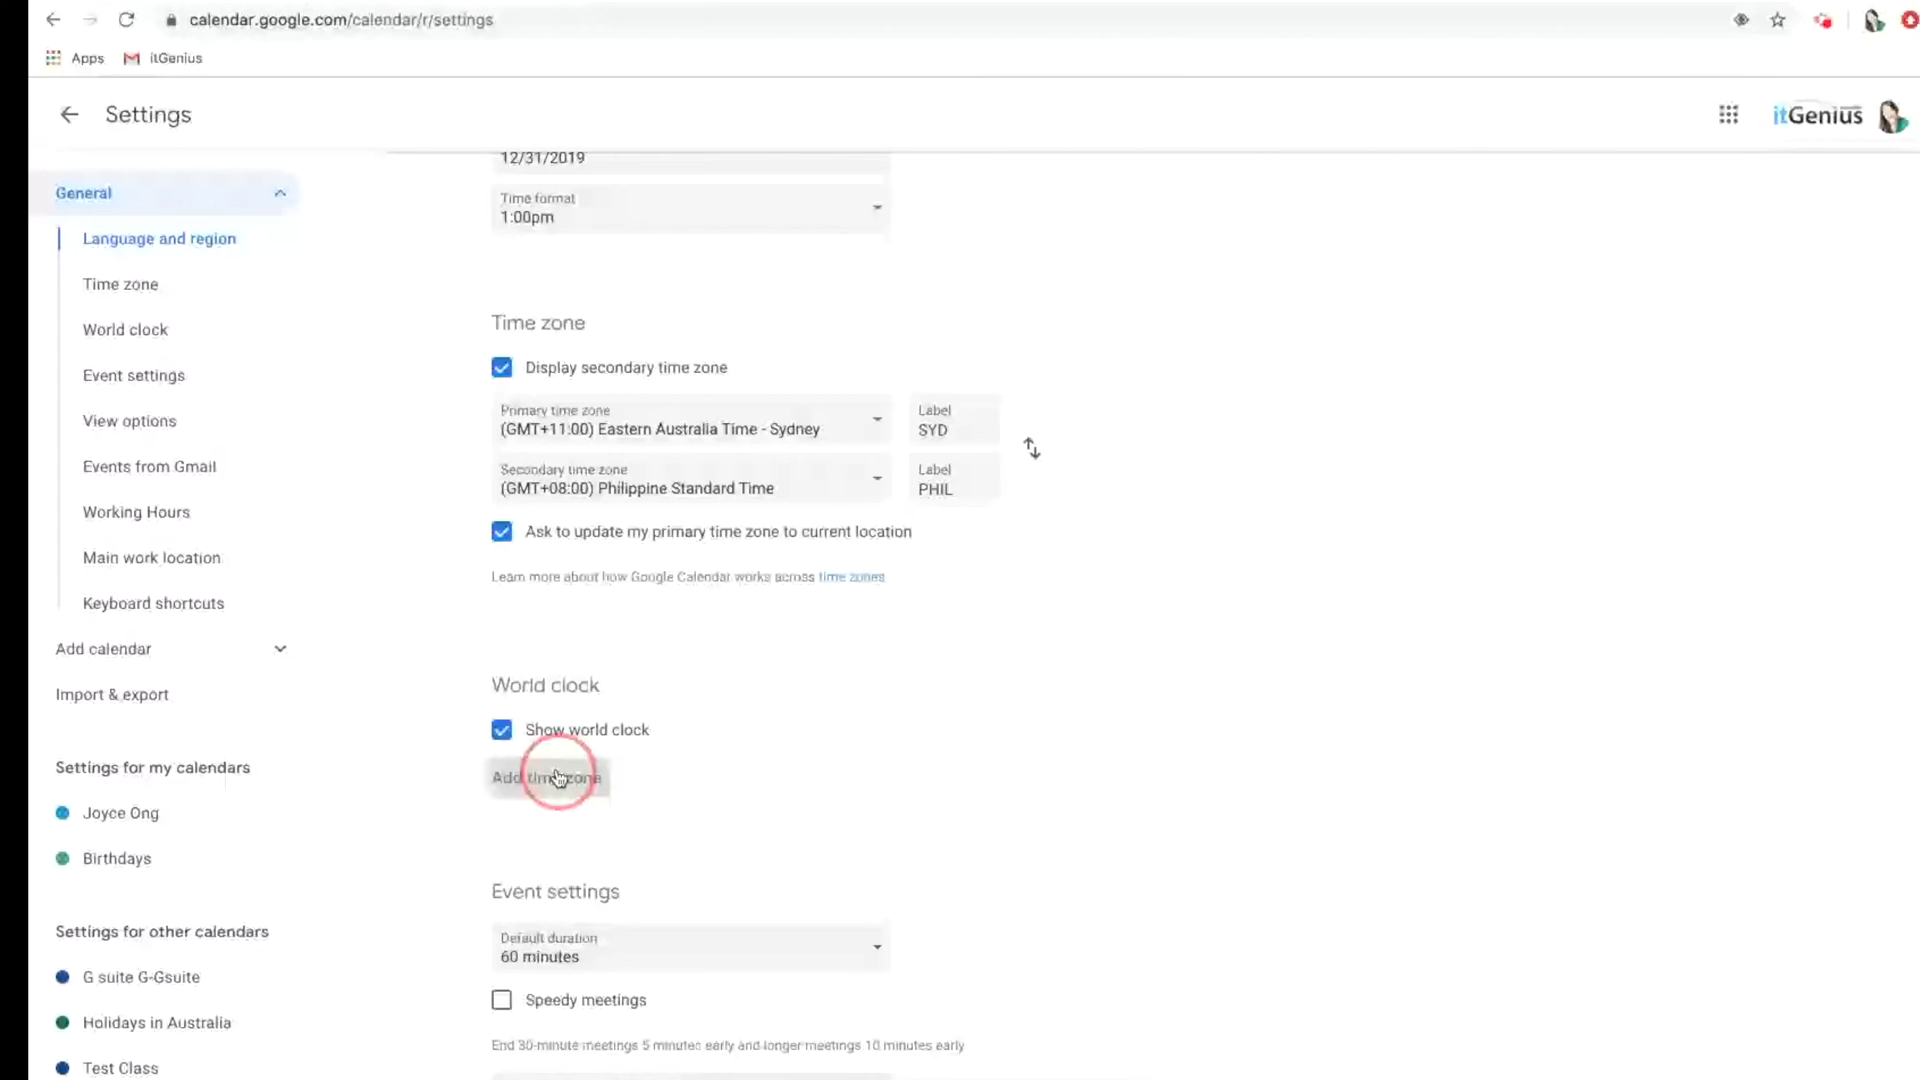 calendar.google.com/calendar/r/settings
Apps
itGenius
Settings
itGenius
General
Language and region
Time zone
World clock
Event settings
View options
Events from Gmail
Working Hours
Main work location
Keyboard shortcuts
Add calendar
Import & export
Settings for my calendars
Joyce Ong
Birthdays
Settings for other calendars
G suite G-Gsuite
Holidays in Australia
Test Class
12/31/2019
Time format
1:00pm
Time zone
Display secondary time zone
Primary time zone
(GMT+11:00) Eastern Australia Time - Sydney
Label
SYD
Secondary time zone
(GMT+08:00) Philippine Standard Time
Label
PHIL
Ask to update my primary time zone to current location
Learn more about how Google Calendar works across time zones
World clock
Show world clock
Add time zone
Event settings
Default duration
60 minutes
Speedy meetings
End 30-minute meetings 5 minutes early and longer meetings 10 minutes early